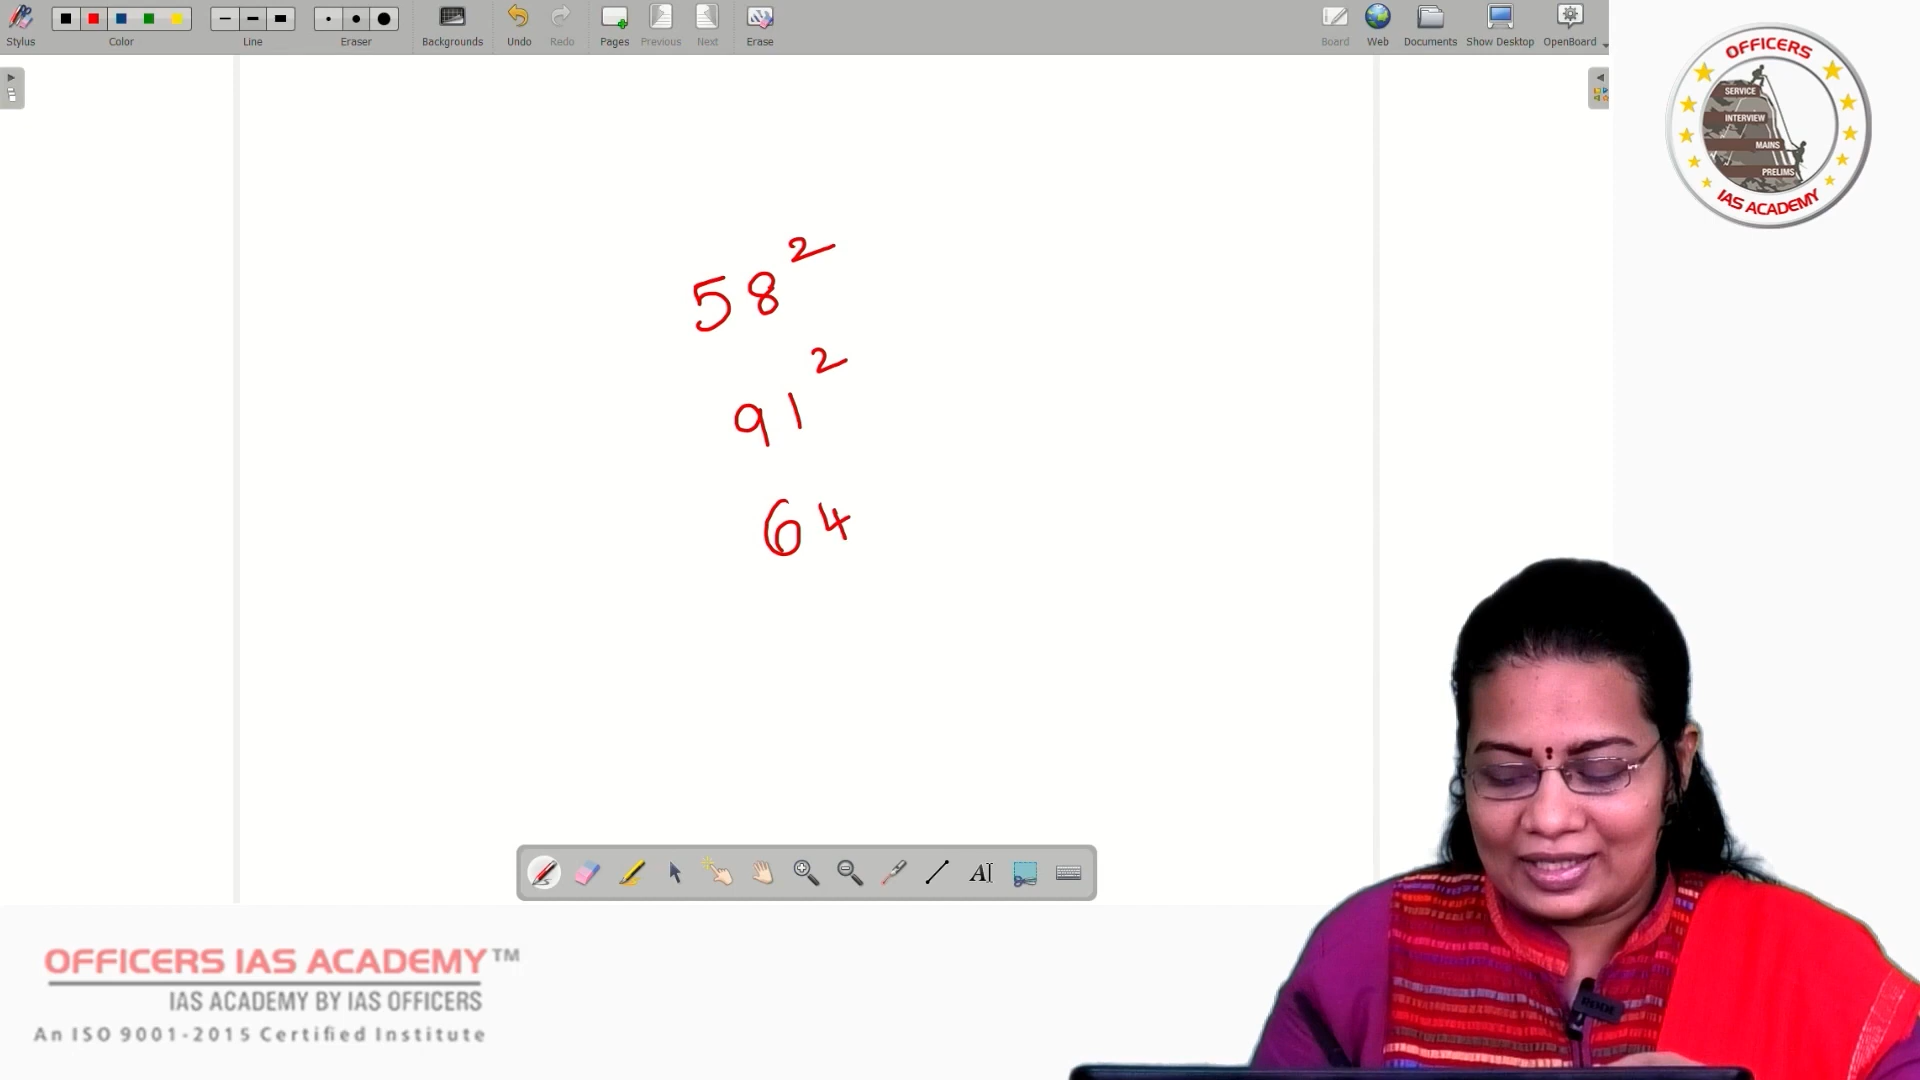 Stylus Color Line Eraser Backgrounds Undo Redo Pages Previous Next Erase Board Web Documents Show Desktop OpenBoard
OFFICERS
SERVICE
INTERVIEW
MAINS
PRELIMS
IAS ACADEMY
58²
91²
64
AI
OFFICERS IAS ACADEMY™
IAS ACADEMY BY IAS OFFICERS
An ISO 9001-2015 Certified Institute
RODE